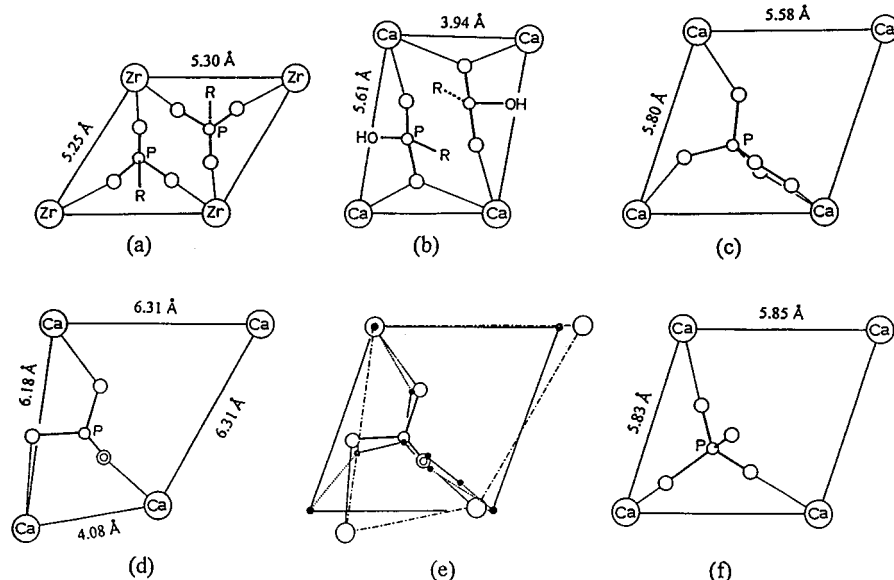 5.30 Å
Zr
Zr
R
P
5.25 Å
P
R
Zr
Zr
(a)
3.94 Å
Ca
Ca
R
OH
5.61 Å
HO
P
R
Ca
Ca
(b)
5.58 Å
Ca
Ca
5.80 Å
P
Ca
Ca
(c)
6.31 Å
Ca
Ca
6.18 Å
P
6.31 Å
Ca
Ca
4.08 Å
(d)
(e)
5.85 Å
Ca
Ca
5.83 Å
P
Ca
Ca
(f)